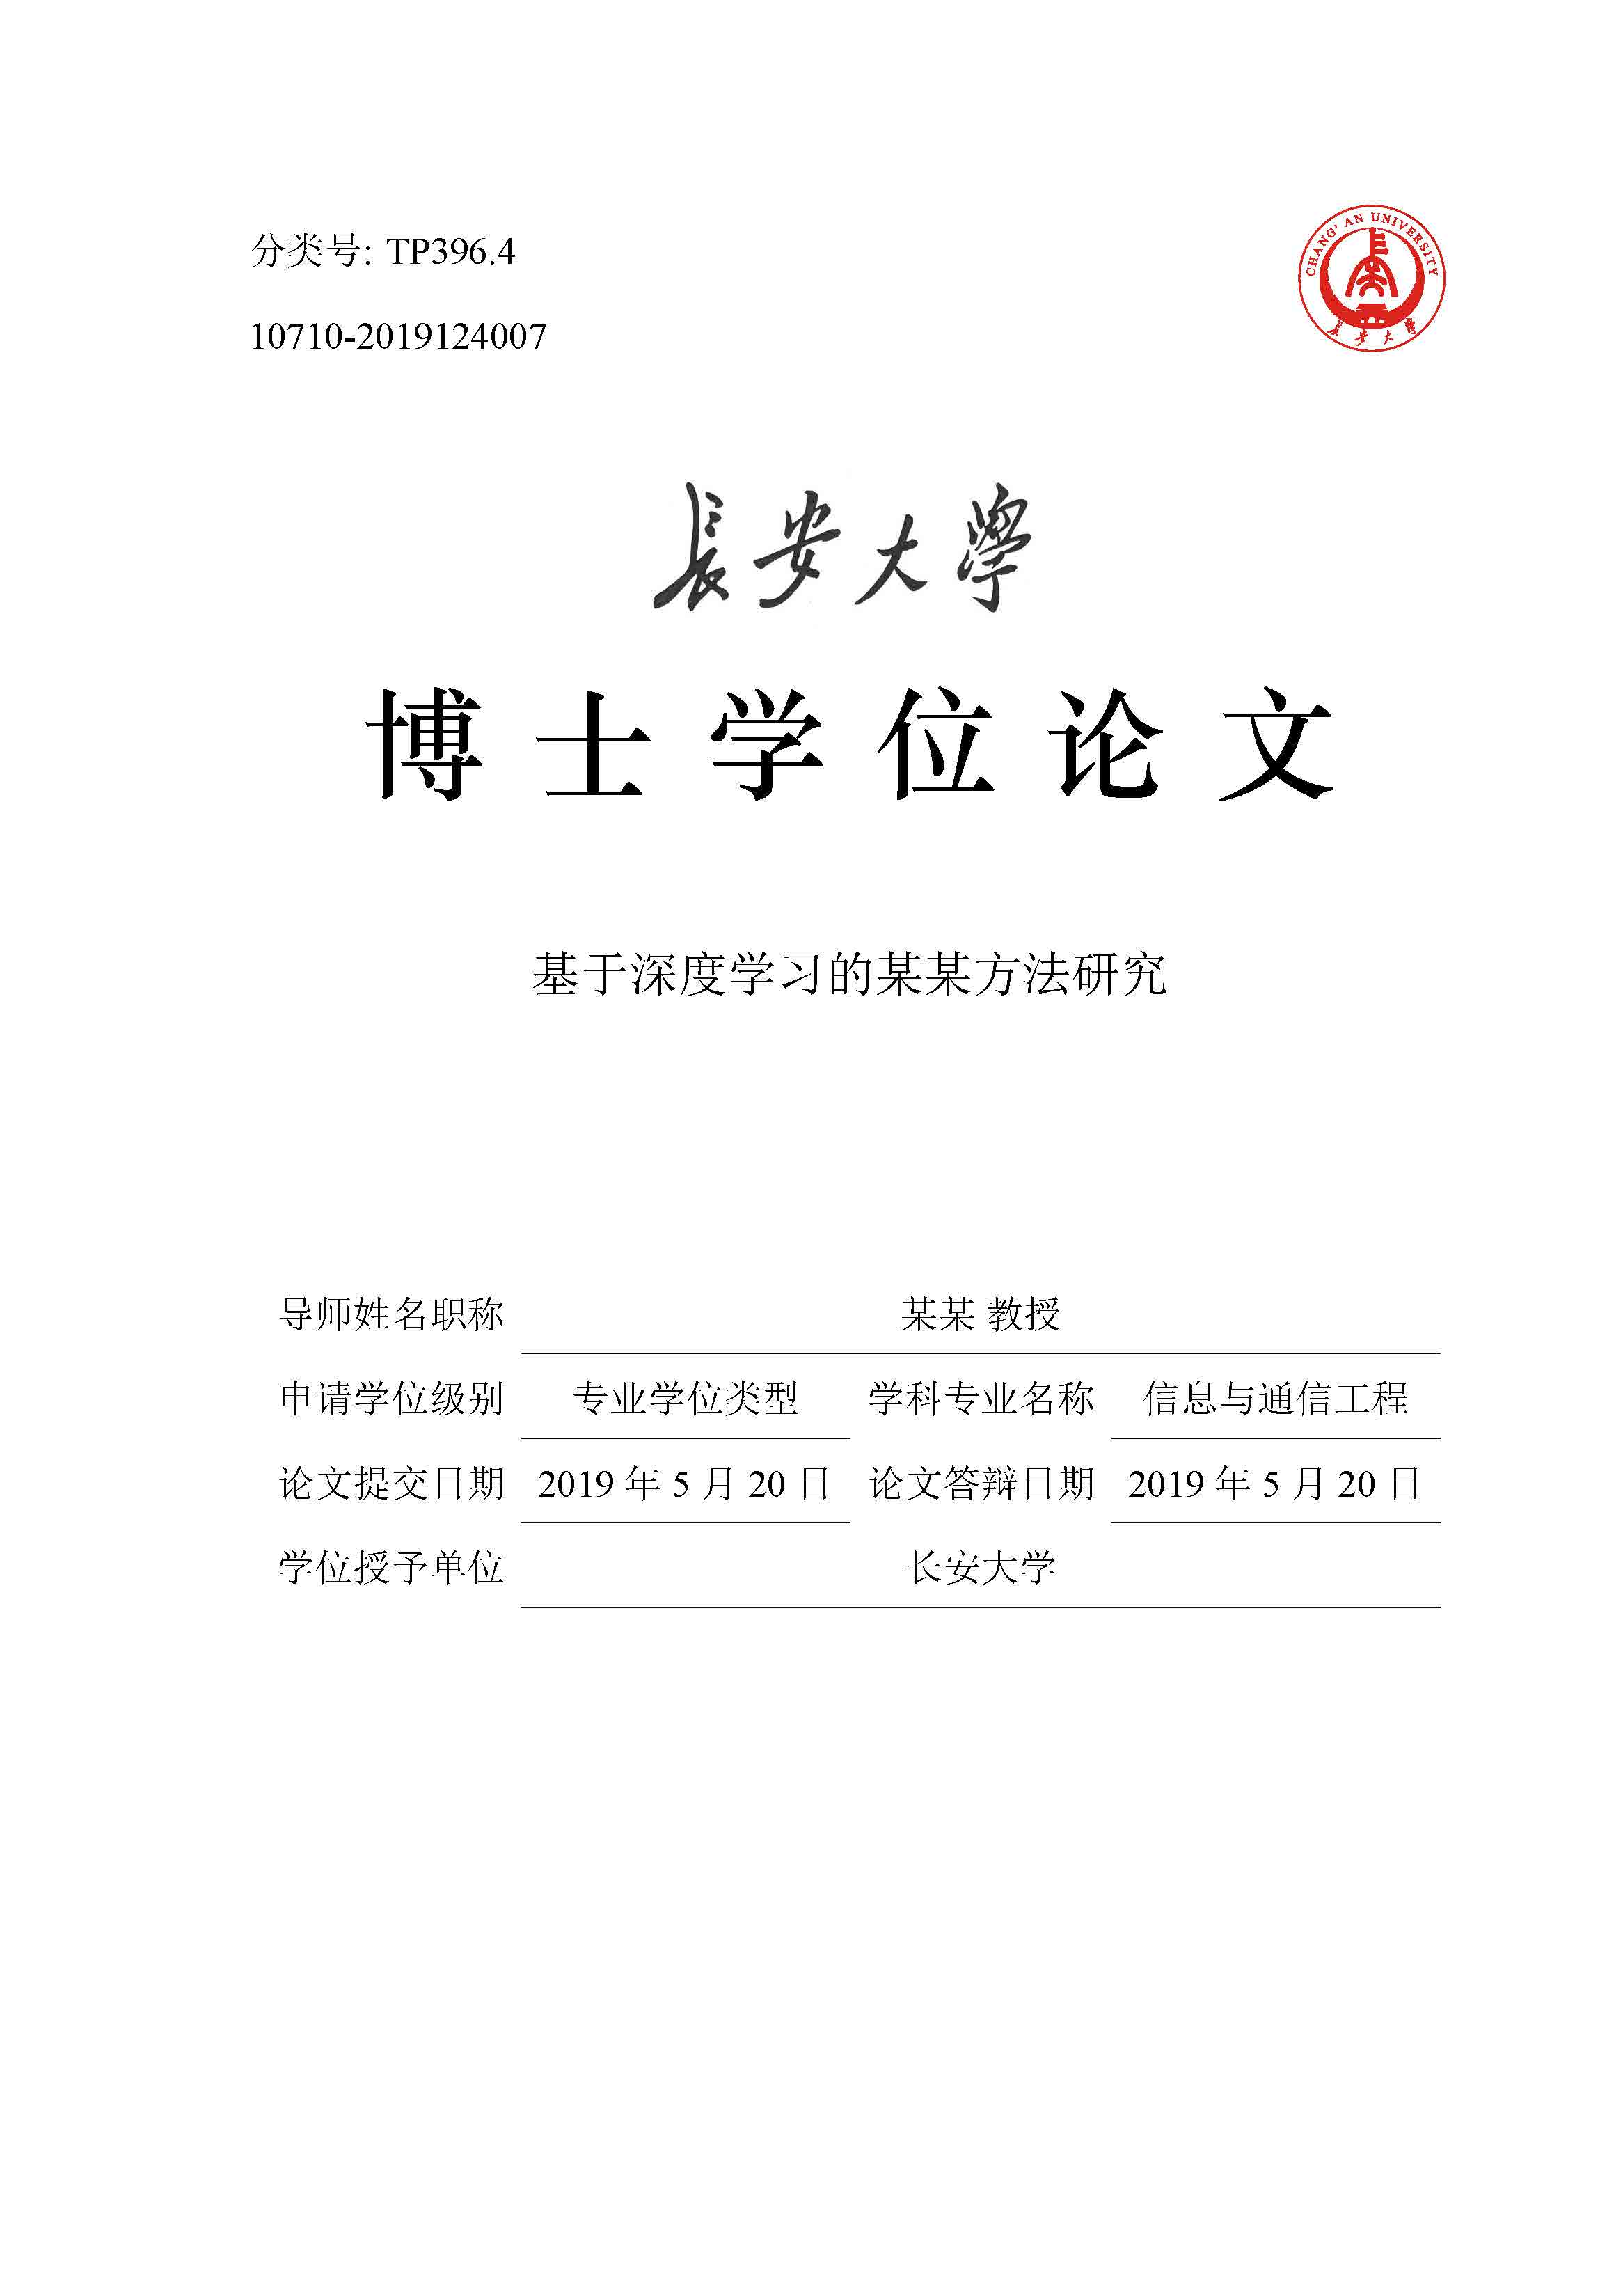 分类号: TP396.4
CHANG' AN UNIVERSITY
長安大學
10710-2019124007
長安大學
博士学位论文
基于深度学习的某某方法研究
导师姓名职称 某某 教授
申请学位级别 专业学位类型 学科专业名称 信息与通信工程
论文提交日期 2019 年 5 月 20 日 论文答辩日期 2019 年 5 月 20 日
学位授予单位 长安大学